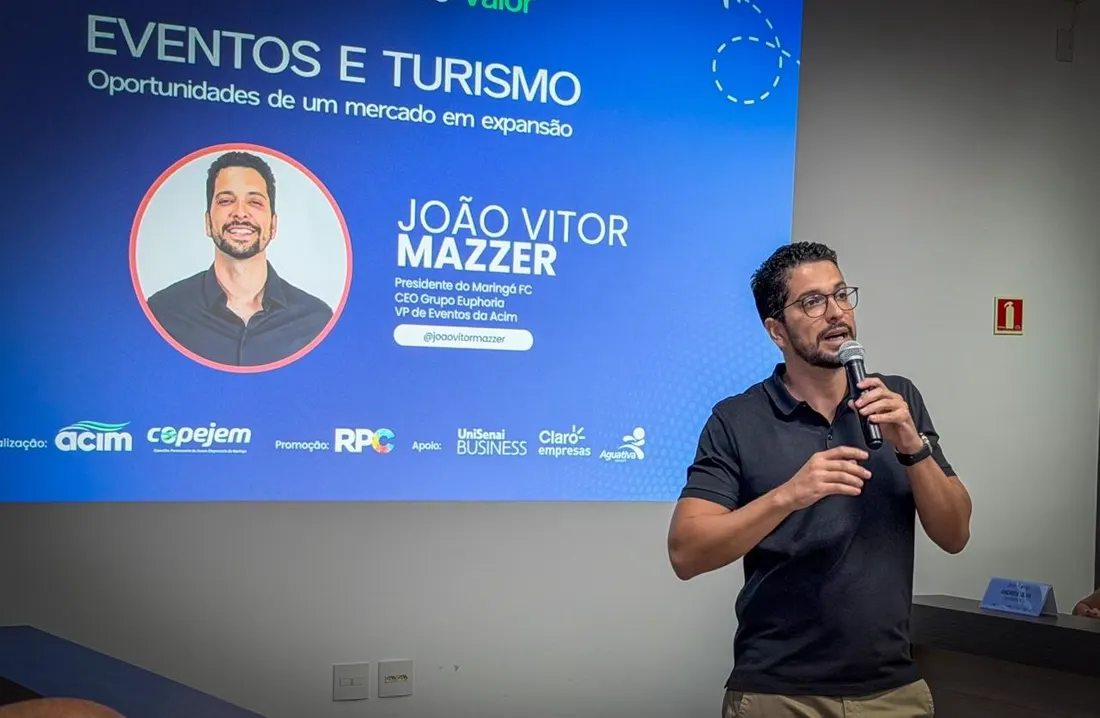 Valor
EVENTOS E TURISMO
Oportunidades de um mercado em expansão
JOÃO VITOR
MAZZER
Presidente do Maringá FC
CEO Grupo Euphoria
VP de Eventos da Acim
@joaovitormazzer
alização: acim copejem Promoção: RPC Apoio: UniSenai BUSINESS Claro empresas Aguativa